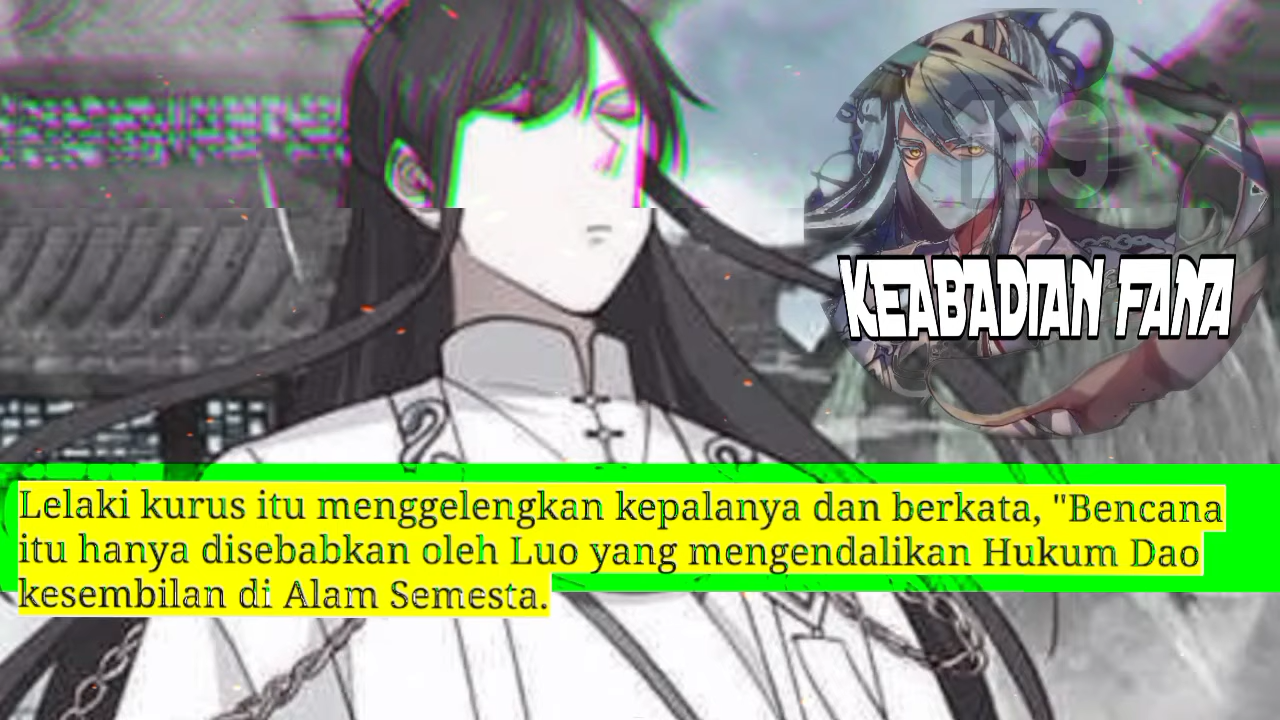 119
KEABADIAN FANA
Lelaki kurus itu menggelengkan kepalanya dan berkata, "Bencana
itu hanya disebabkan oleh Luo yang mengendalikan Hukum Dao
kesembilan di Alam Semesta.